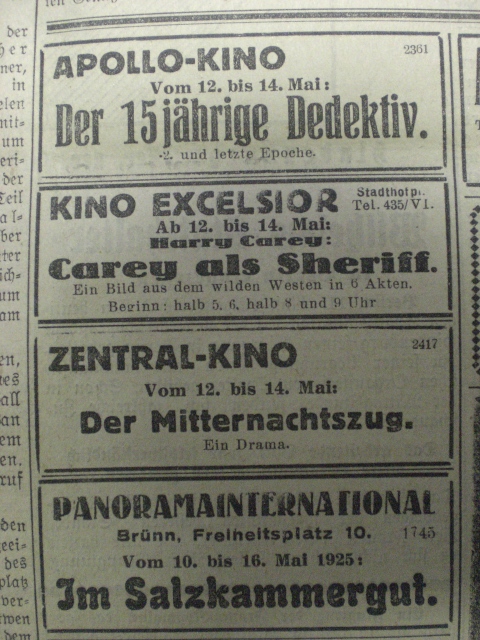 APOLLO-KINO 2361
Vom 12. bis 14. Mai:
Der 15jährige Dedektiv.
2. und letzte Epoche.
KINO EXCELSIOR Stadthof
Tel. 435/VI.
Ab 12. bis 14. Mai:
Harry Carey:
Carey als Sheriff.
Ein Bild aus dem wilden Westen in 6 Akten.
Beginn: halb 5, 6, halb 8 und 9 Uhr
ZENTRAL-KINO 2417
Vom 12. bis 14. Mai:
Der Mitternachtszug.
Ein Drama.
PANORAMAINTERNATIONAL
Brünn, Freiheitsplatz 10. 1745
Vom 10. bis 16. Mai 1925:
Im Salzkammergut.